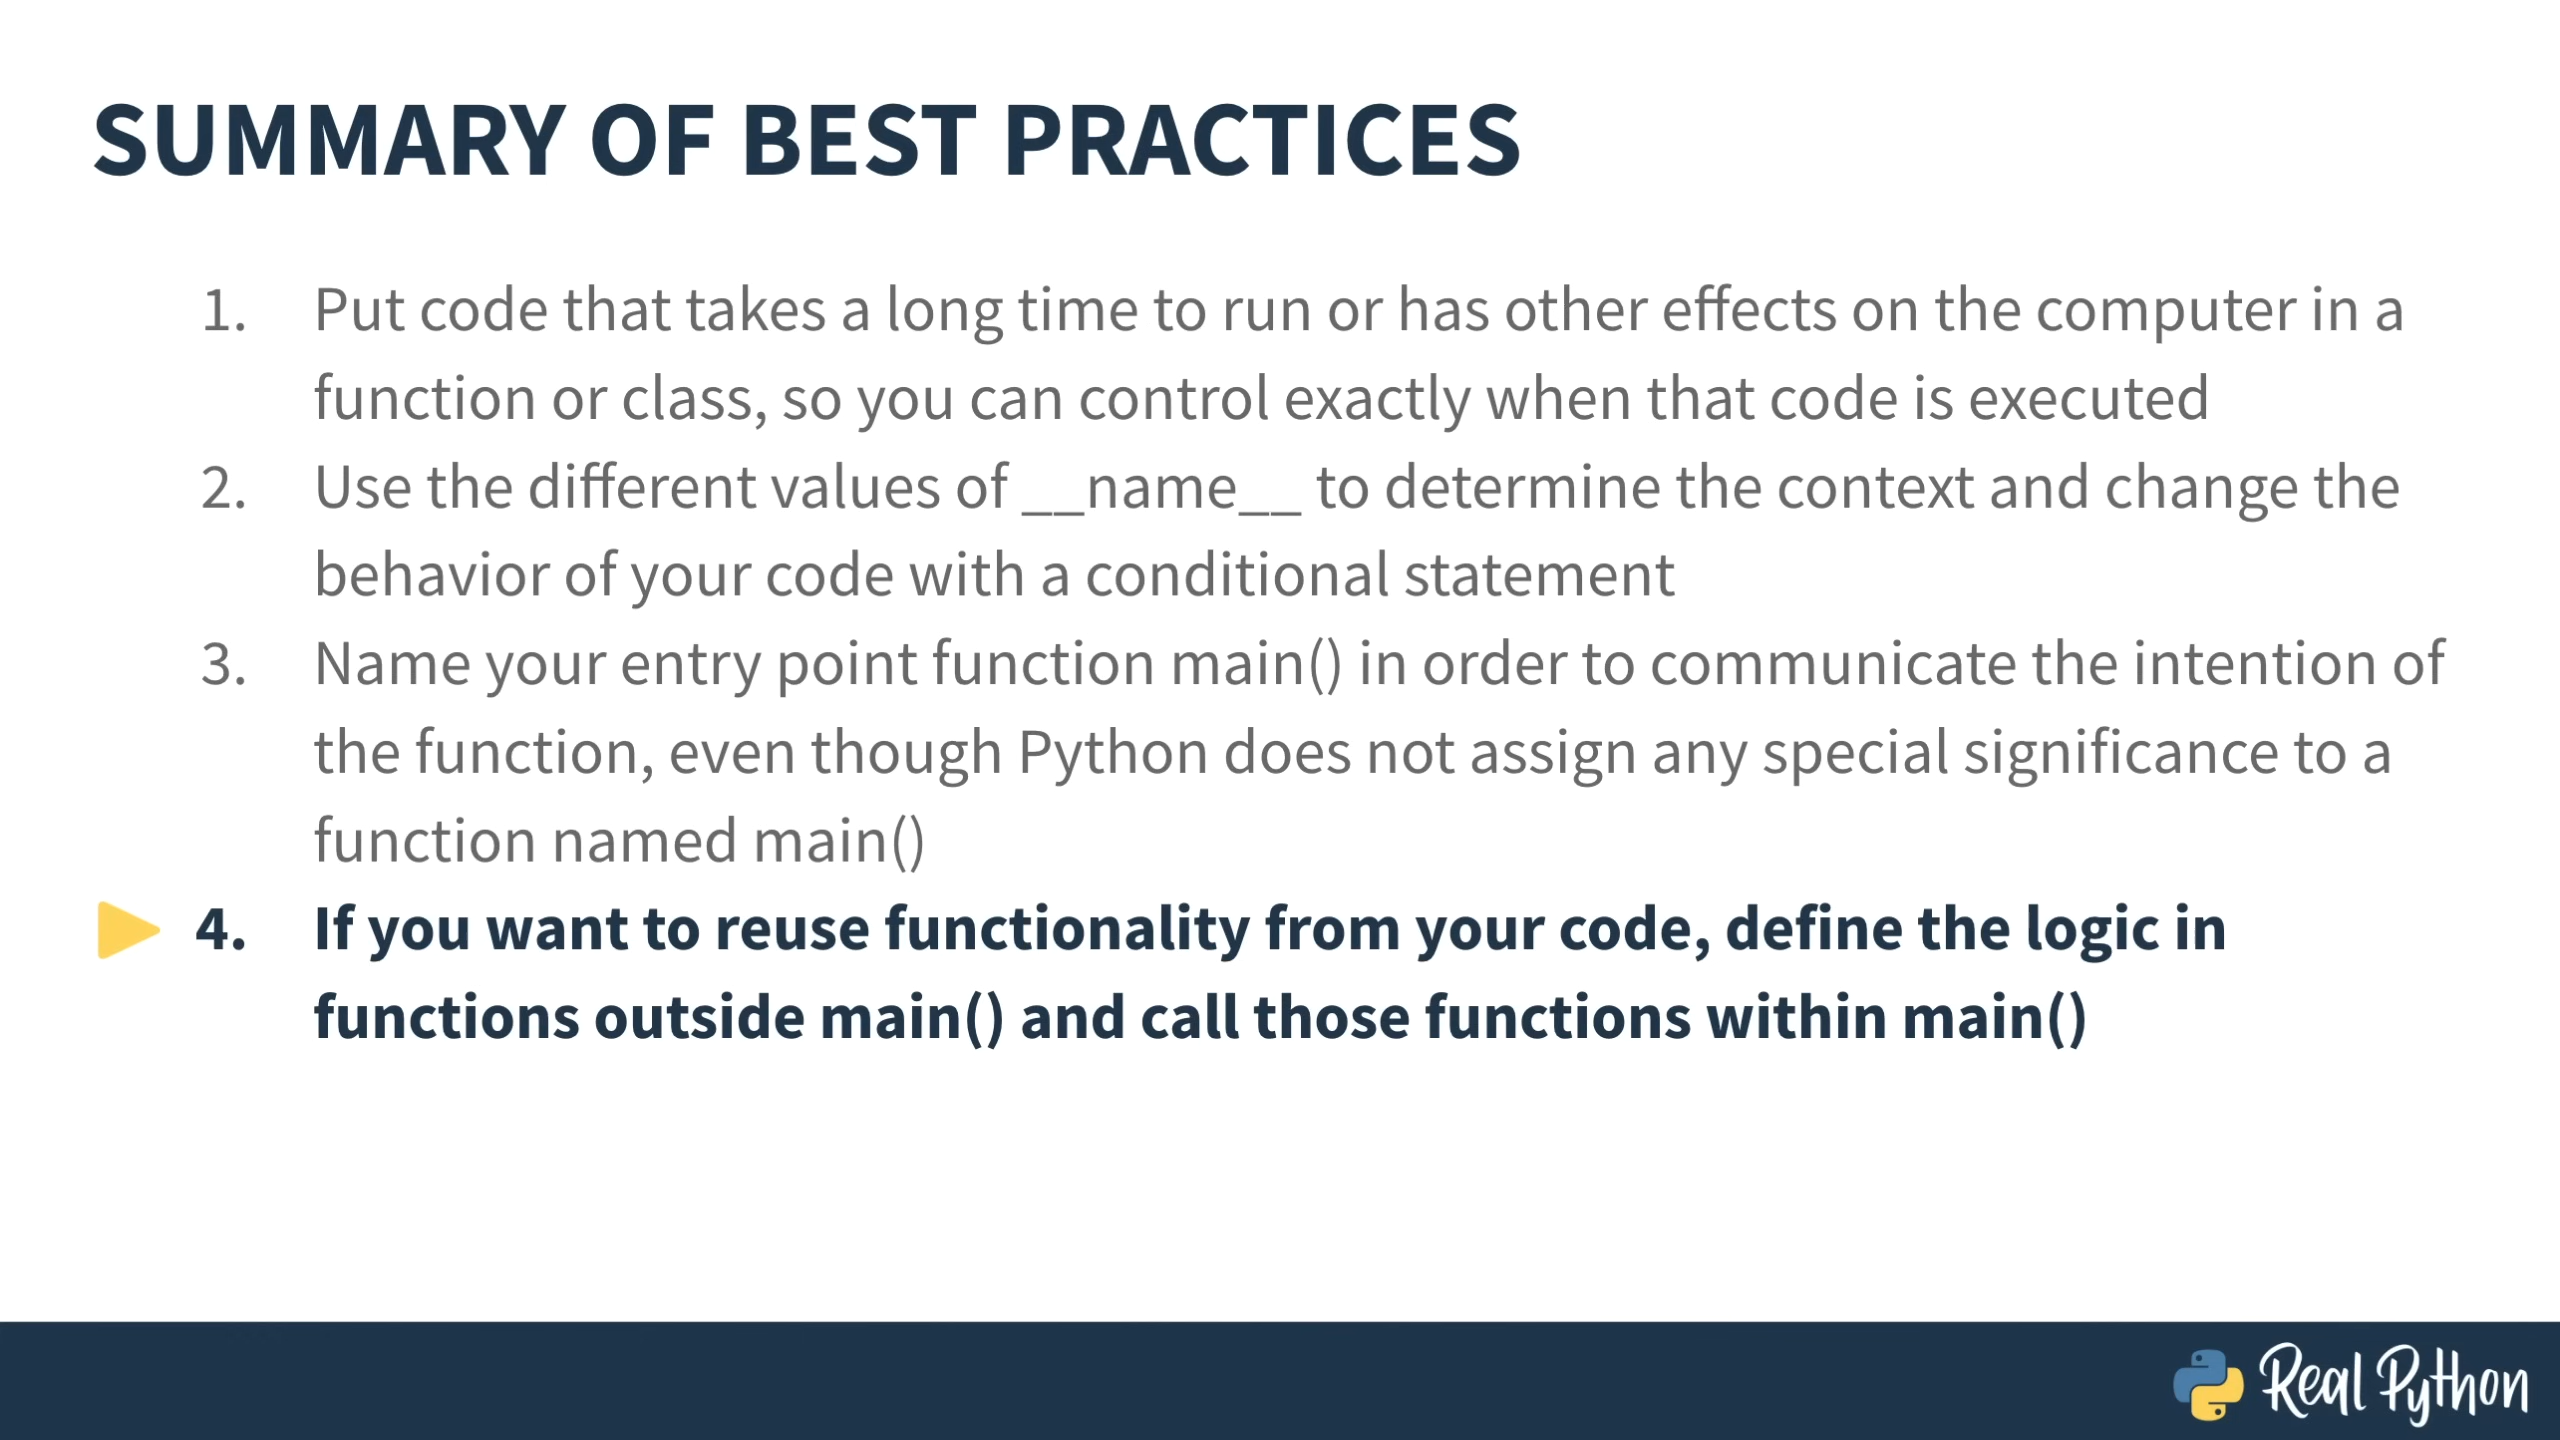 SUMMARY OF BEST PRACTICES
1. Put code that takes a long time to run or has other effects on the computer in a
function or class, so you can control exactly when that code is executed
2. Use the different values of __name__ to determine the context and change the
behavior of your code with a conditional statement
3. Name your entry point function main() in order to communicate the intention of
the function, even though Python does not assign any special significance to a
function named main()
4. If you want to reuse functionality from your code, define the logic in
functions outside main() and call those functions within main()
Real Python